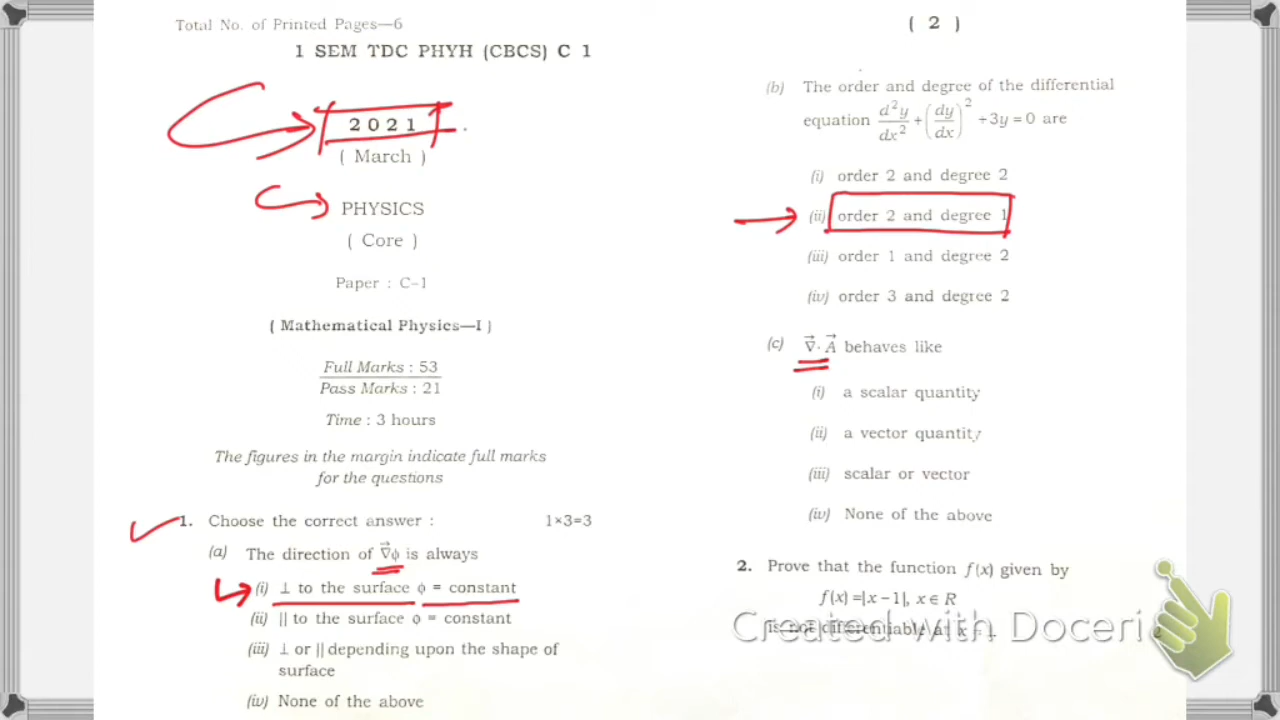 Total No. of Printed Pages—6
1 SEM TDC PHYH (CBCS) C 1
2021
( March )
PHYSICS
( Core )
Paper : C–1
( Mathematical Physics—I )
Full Marks : 53
Pass Marks : 21
Time : 3 hours
The figures in the margin indicate full marks
for the questions
1. Choose the correct answer : 1×3=3
(a) The direction of ∇⃗ϕ is always
(i) ⊥ to the surface ϕ = constant
(ii) || to the surface ϕ = constant
(iii) ⊥ or || depending upon the shape of
surface
(iv) None of the above
( 2 )
(b) The order and degree of the differential
equation d²y/dx² + (dy/dx)² + 3y = 0 are
(i) order 2 and degree 2
(ii) order 2 and degree 1
(iii) order 1 and degree 2
(iv) order 3 and degree 2
(c) ∇⃗·A⃗ behaves like
(i) a scalar quantity
(ii) a vector quantity
(iii) scalar or vector
(iv) None of the above
2. Prove that the function f(x) given by
f(x) =|x – 1|, x ∈ R
is not differentiable at x = 1. 2
Created With Doceri